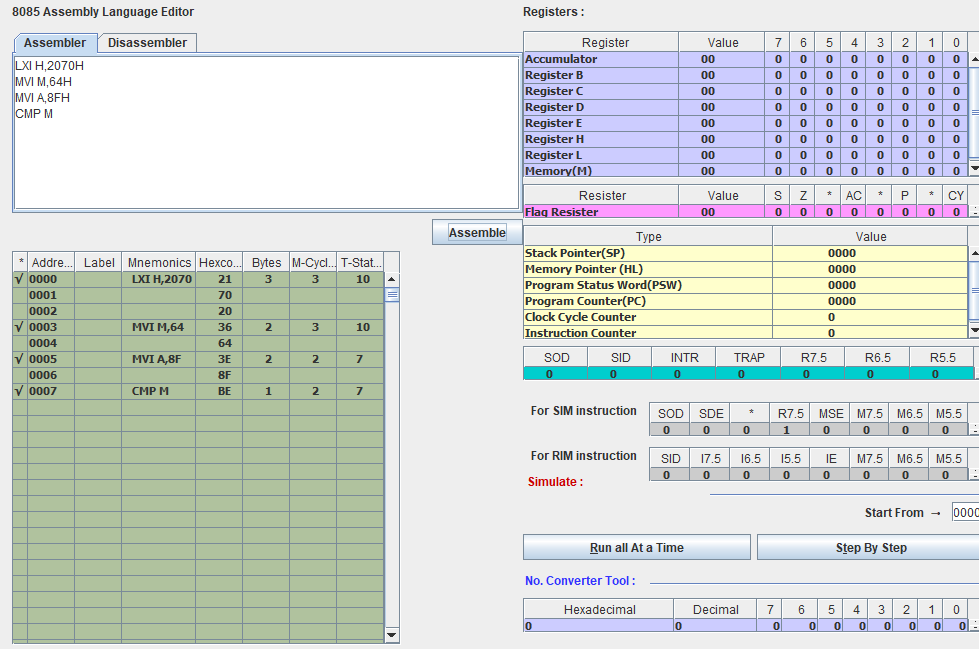 8085 Assembly Language Editor
Assembler Disassembler
LXI H,2070H
MVI M,64H
MVI A,8FH
CMP M
Assemble
* Addre... Label Mnemonics Hexco... Bytes M-Cycl... T-Stat...
√ 0000 LXI H,2070 21 3 3 10
0001 70
0002 20
√ 0003 MVI M,64 36 2 3 10
0004 64
√ 0005 MVI A,8F 3E 2 2 7
0006 8F
√ 0007 CMP M BE 1 2 7
Registers :
Register Value 7 6 5 4 3 2 1 0
Accumulator 00 0 0 0 0 0 0 0 0
Register B 00 0 0 0 0 0 0 0 0
Register C 00 0 0 0 0 0 0 0 0
Register D 00 0 0 0 0 0 0 0 0
Register E 00 0 0 0 0 0 0 0 0
Register H 00 0 0 0 0 0 0 0 0
Register L 00 0 0 0 0 0 0 0 0
Memory(M) 00 0 0 0 0 0 0 0 0
Resister Value S Z * AC * P * CY
Flag Resister 00 0 0 0 0 0 0 0 0
Type Value
Stack Pointer(SP) 0000
Memory Pointer (HL) 0000
Program Status Word(PSW) 0000
Program Counter(PC) 0000
Clock Cycle Counter 0
Instruction Counter 0
SOD SID INTR TRAP R7.5 R6.5 R5.5
0 0 0 0 0 0 0
For SIM instruction
SOD SDE * R7.5 MSE M7.5 M6.5 M5.5
0 0 0 1 0 0 0 0
For RIM instruction
SID I7.5 I6.5 I5.5 IE M7.5 M6.5 M5.5
0 0 0 0 0 0 0 0
Simulate :
Start From → 0000
Run all At a Time Step By Step
No. Converter Tool :
Hexadecimal Decimal 7 6 5 4 3 2 1 0
0 0 0 0 0 0 0 0 0 0